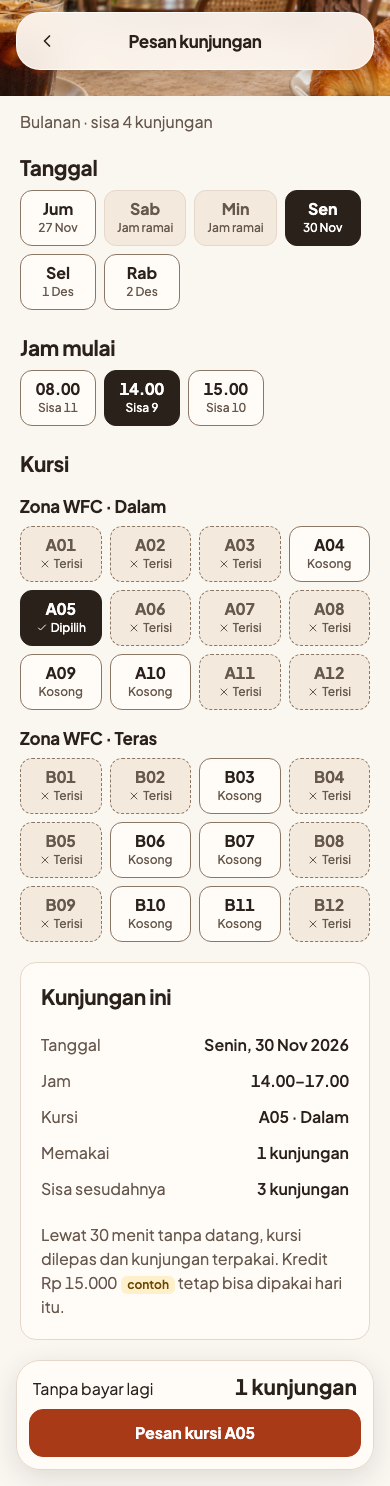 Pesan kunjungan
Bulanan · sisa 4 kunjungan
Tanggal
Jum
27 Nov
Sab
Jam ramai
Min
Jam ramai
Sen
30 Nov
Sel
1 Des
Rab
2 Des
Jam mulai
08.00
Sisa 11
14.00
Sisa 9
15.00
Sisa 10
Kursi
Zona WFC · Dalam
A01
× Terisi
A02
× Terisi
A03
× Terisi
A04
Kosong
A05
✓ Dipilih
A06
× Terisi
A07
× Terisi
A08
× Terisi
A09
Kosong
A10
Kosong
A11
× Terisi
A12
× Terisi
Zona WFC · Teras
B01
× Terisi
B02
× Terisi
B03
Kosong
B04
× Terisi
B05
× Terisi
B06
Kosong
B07
Kosong
B08
× Terisi
B09
× Terisi
B10
Kosong
B11
Kosong
B12
× Terisi
Kunjungan ini
Tanggal Senin, 30 Nov 2026
Jam 14.00–17.00
Kursi A05 · Dalam
Memakai 1 kunjungan
Sisa sesudahnya 3 kunjungan
Lewat 30 menit tanpa datang, kursi
dilepas dan kunjungan terpakai. Kredit
Rp 15.000 contoh tetap bisa dipakai hari
itu.
Tanpa bayar lagi 1 kunjungan
Pesan kursi A05